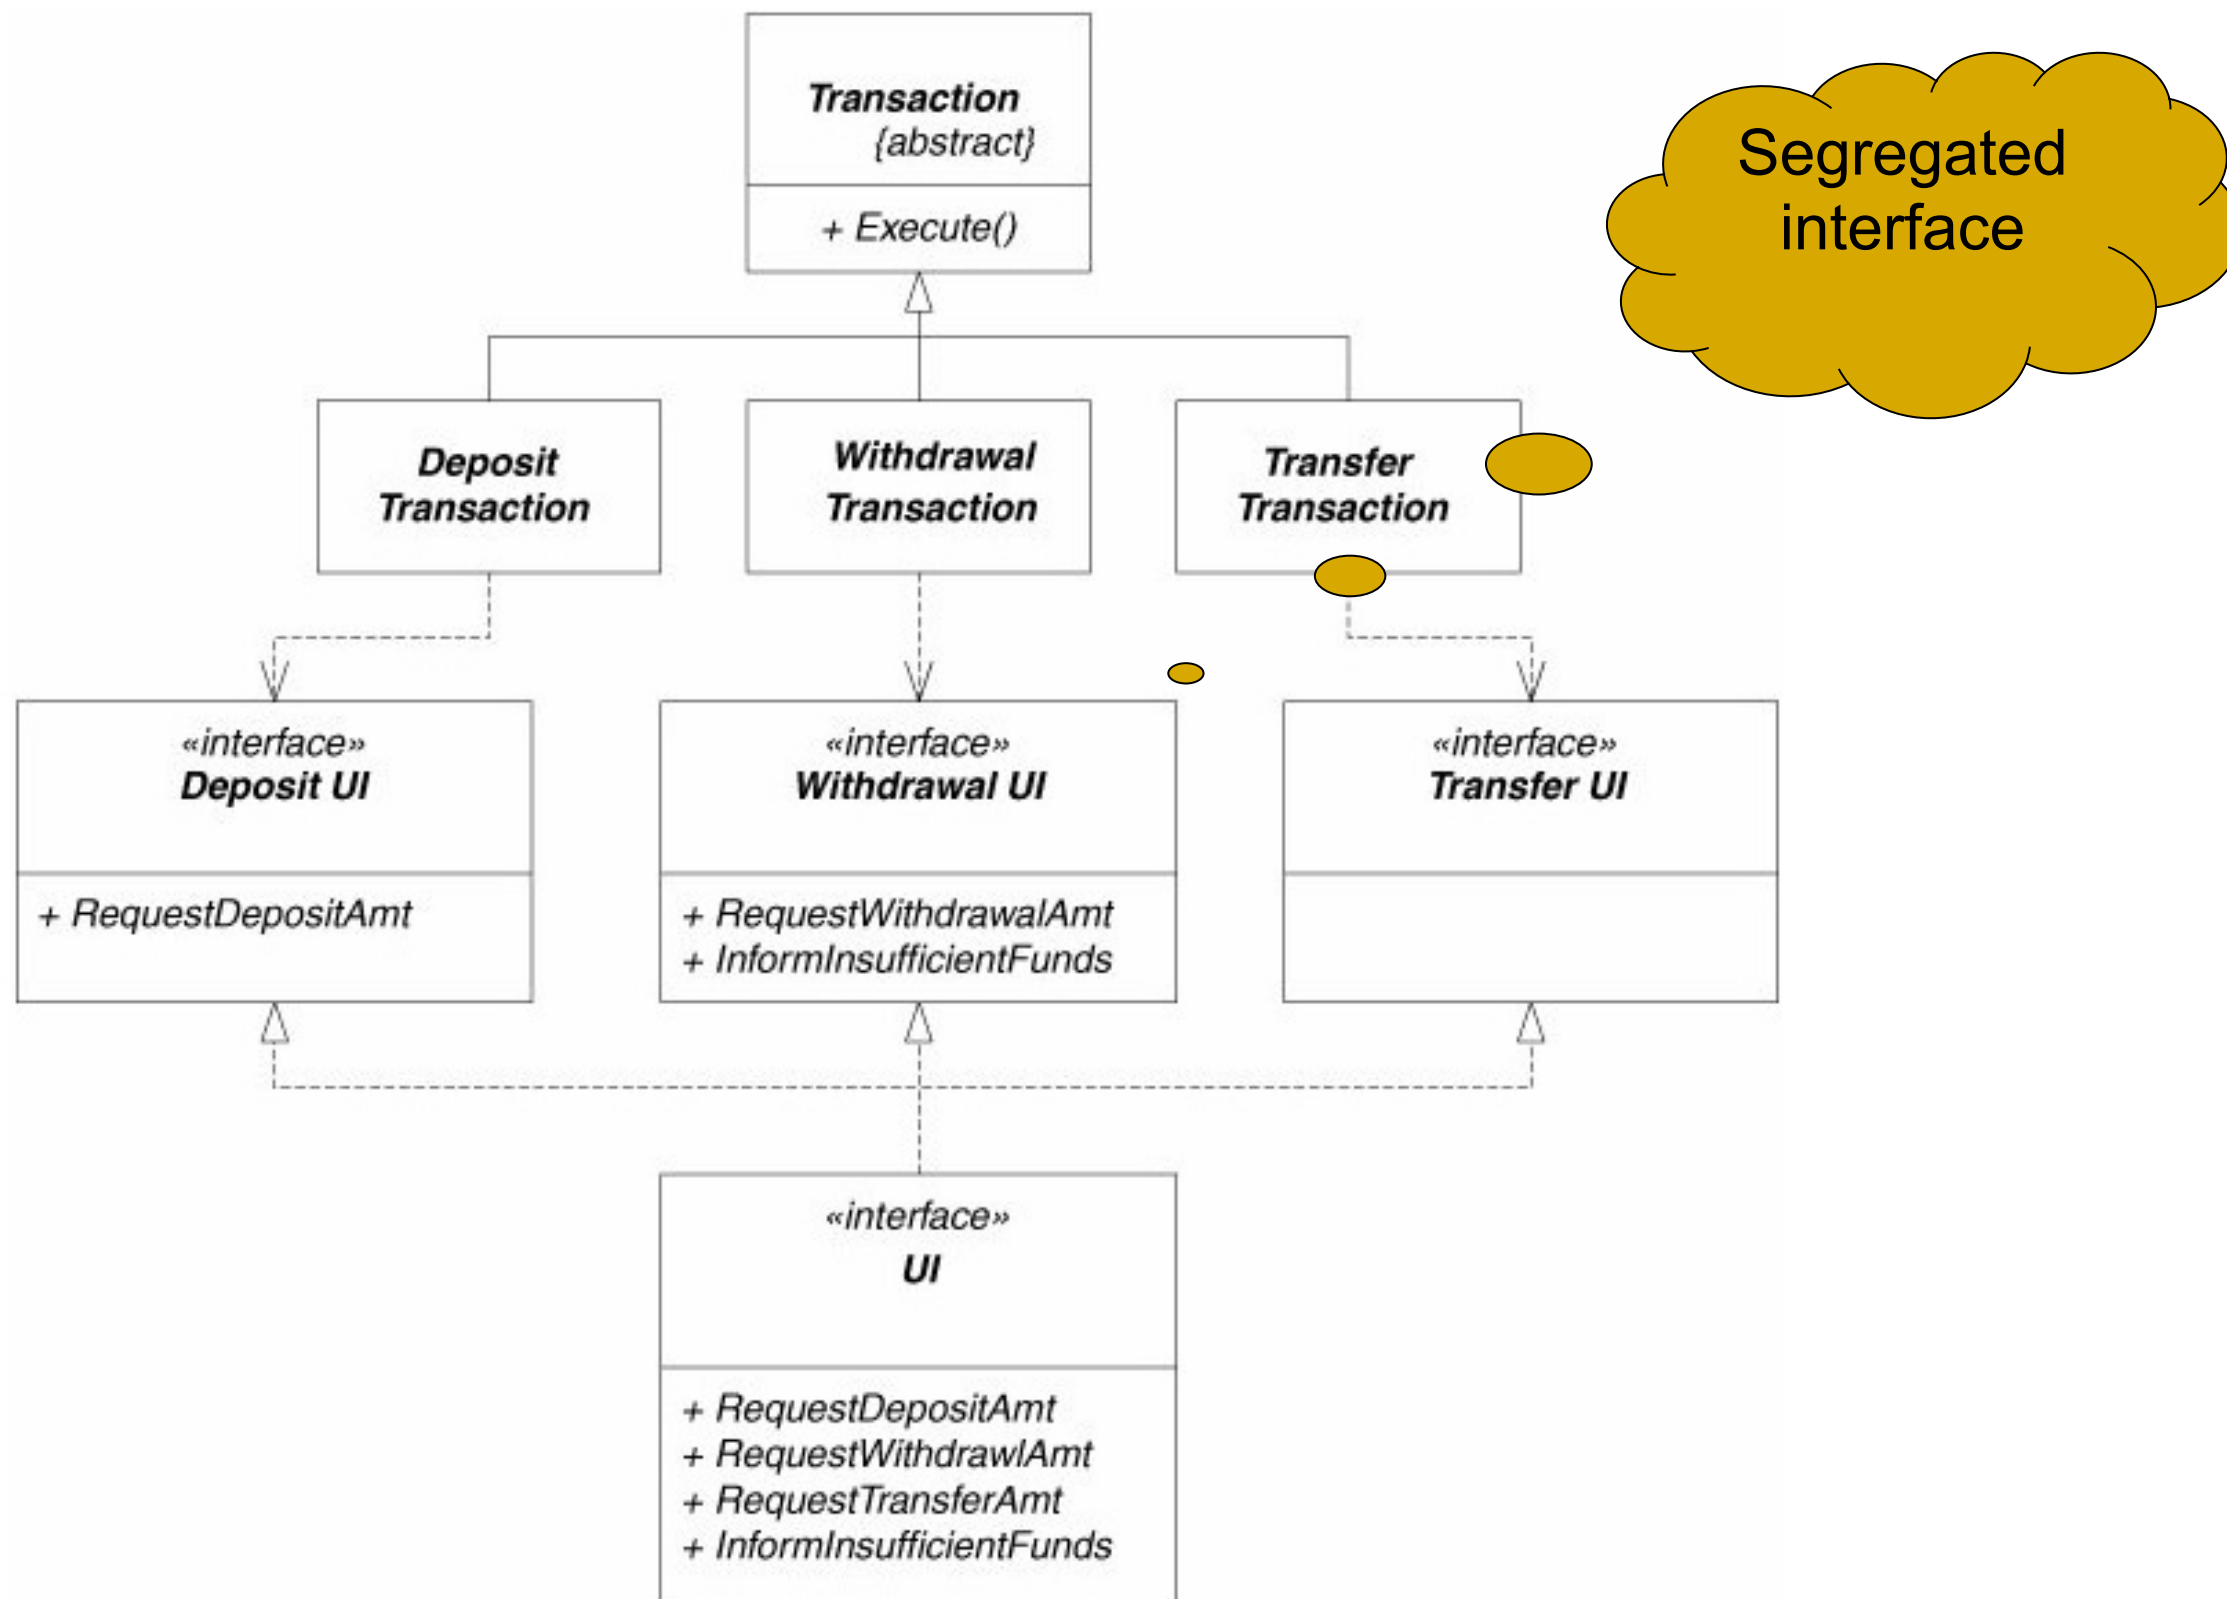 Transaction
{abstract}
+ Execute()
Segregated
interface
Deposit
Transaction
Withdrawal
Transaction
Transfer
Transaction
«interface»
Deposit UI
+ RequestDepositAmt
«interface»
Withdrawal UI
+ RequestWithdrawalAmt
+ InformInsufficientFunds
«interface»
Transfer UI
«interface»
UI
+ RequestDepositAmt
+ RequestWithdrawlAmt
+ RequestTransferAmt
+ InformInsufficientFunds